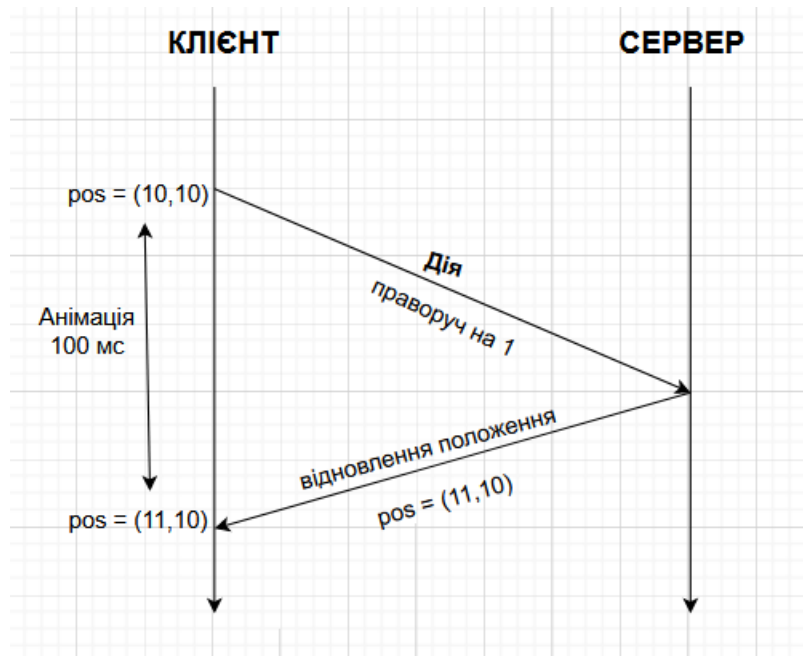 КЛІЄНТ
СЕРВЕР
pos = (10,10)
Дія
праворуч на 1
Анімація
100 мс
відновлення положення
pos = (11,10)
pos = (11,10)